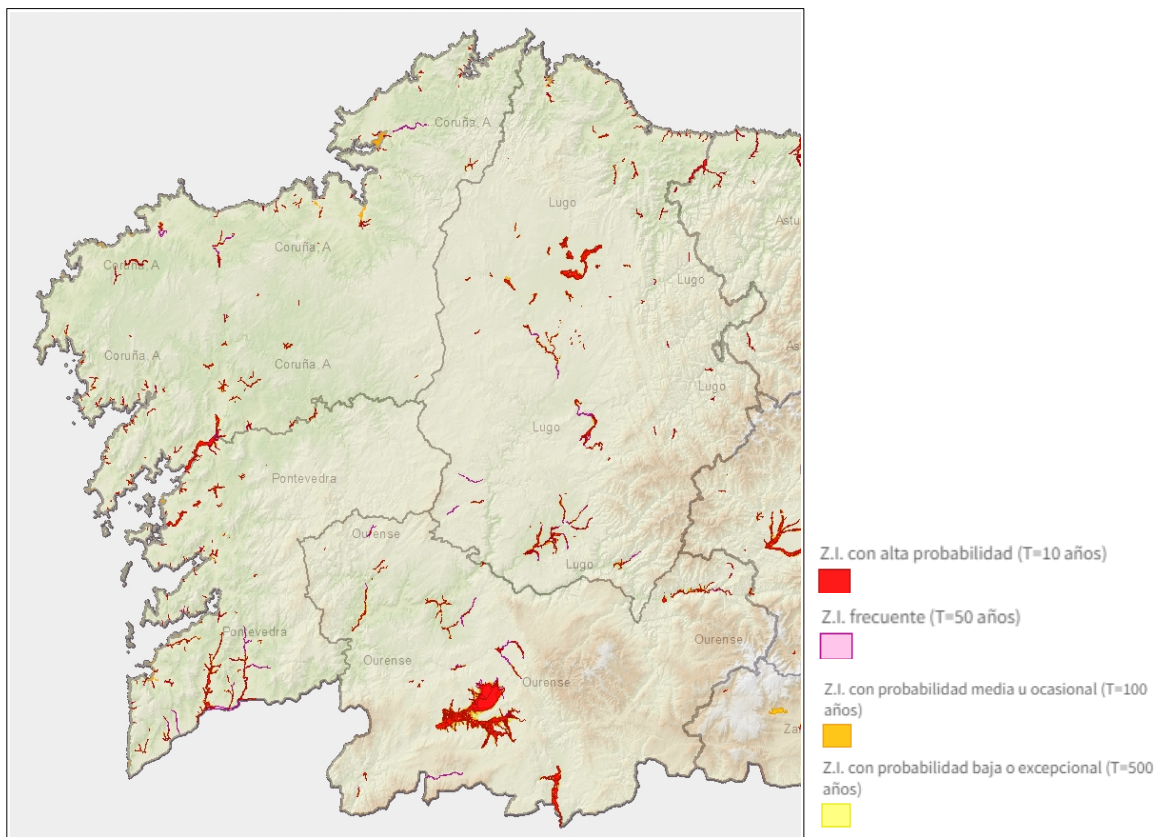 Coruña, A
Lugo
Astu
Coruña, A
Coruña, A
Lugo
Coruña, A
Coruña, A
As
Lugo
Lugo
Pontevedra
Ourense
Lugo
Pontevedra
Ourense
Ourense
Ourense
Za
Z.I. con alta probabilidad (T=10 años)
Z.I. frecuente (T=50 años)
Z.I. con probabilidad media u ocasional (T=100
años)
Z.I. con probabilidad baja o excepcional (T=500
años)